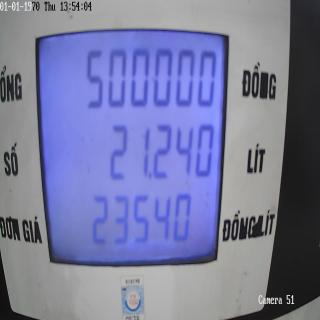 01-01-1970 Thu 13:54:04
ỔNG 500000 ĐỒNG
SỐ 21.240 LÍT
ĐƠN GIÁ 23540 ĐỒNG/LÍT
Camera 51